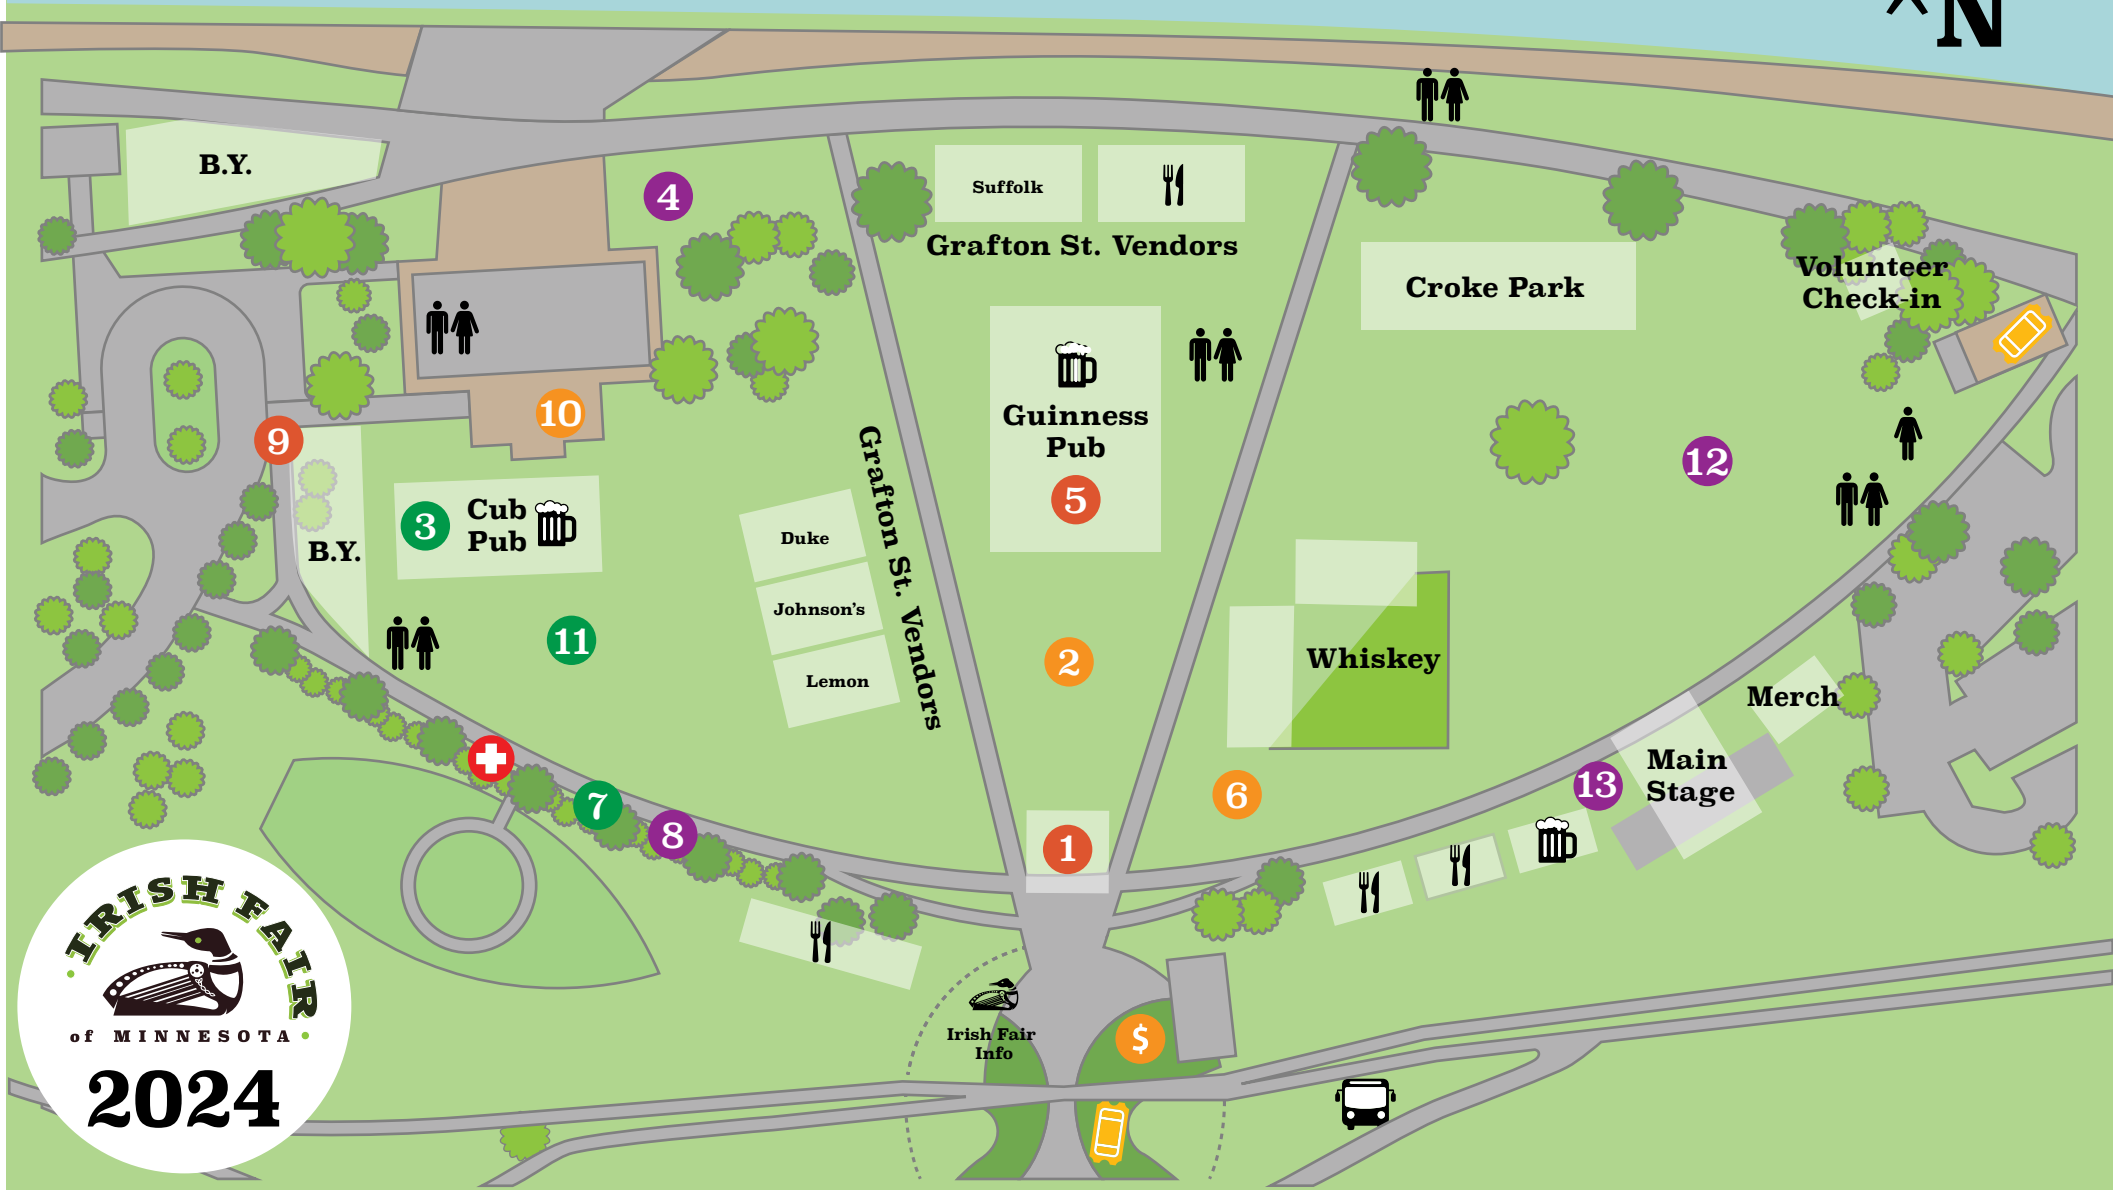 N
B.Y.
4
Suffolk
Grafton St. Vendors
Croke Park
Volunteer
Check-in
Guinness
Pub
5
10
9
3
Cub
Pub
B.Y.
11
Duke
Johnson's
Lemon
Grafton St. Vendors
12
2
Whiskey
Merch
Main
Stage
13
6
7
8
1
IRISH FAIR
of MINNESOTA
2024
Irish Fair
Info
$